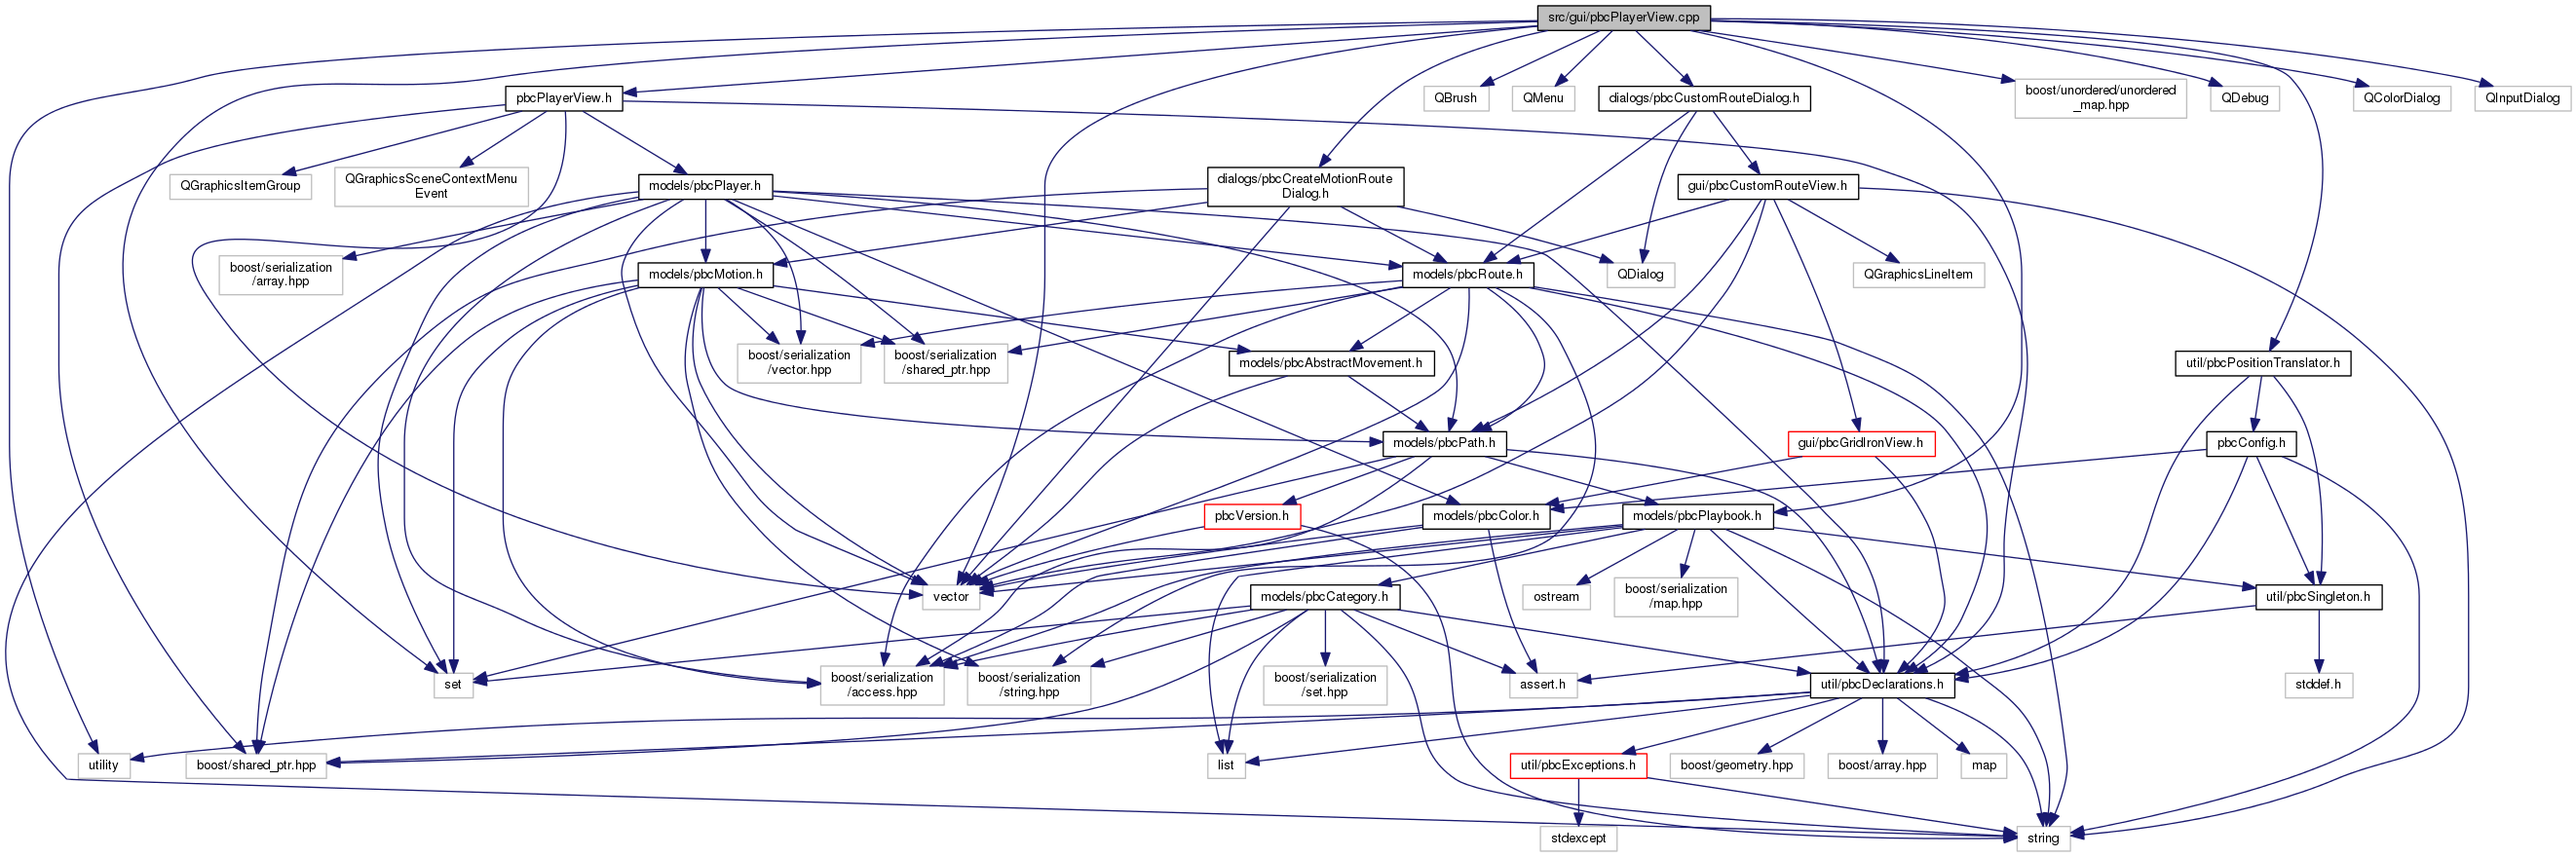 src/gui/pbcPlayerView.cpp
pbcPlayerView.h
QBrush
QMenu
dialogs/pbcCustomRouteDialog.h
boost/unordered/unordered
_map.hpp
QDebug
QColorDialog
QInputDialog
QGraphicsItemGroup
QGraphicsSceneContextMenu
Event
models/pbcPlayer.h
dialogs/pbcCreateMotionRoute
Dialog.h
gui/pbcCustomRouteView.h
boost/serialization
/array.hpp
models/pbcMotion.h
models/pbcRoute.h
QDialog
QGraphicsLineItem
boost/serialization
/vector.hpp
boost/serialization
/shared_ptr.hpp
models/pbcAbstractMovement.h
util/pbcPositionTranslator.h
models/pbcPath.h
gui/pbcGridIronView.h
pbcConfig.h
pbcVersion.h
models/pbcColor.h
models/pbcPlaybook.h
vector
models/pbcCategory.h
ostream
boost/serialization
/map.hpp
util/pbcSingleton.h
set
boost/serialization
/access.hpp
boost/serialization
/string.hpp
boost/serialization
/set.hpp
assert.h
util/pbcDeclarations.h
stddef.h
utility
boost/shared_ptr.hpp
list
util/pbcExceptions.h
boost/geometry.hpp
boost/array.hpp
map
stdexcept
string